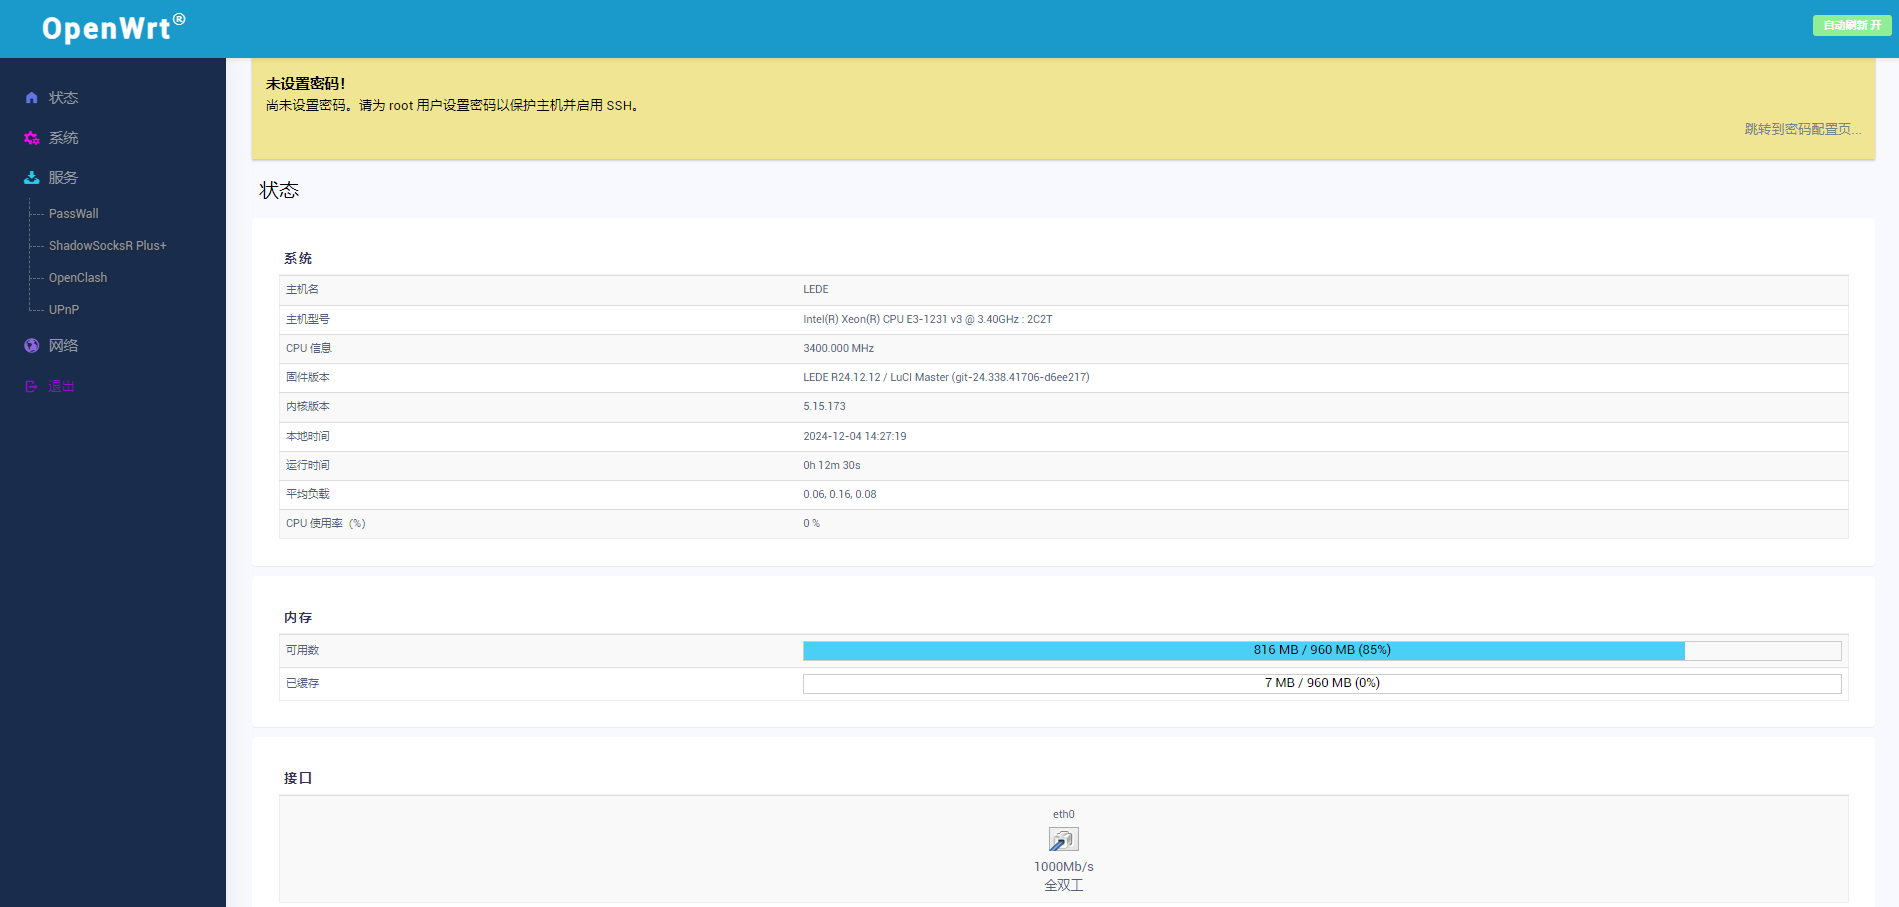 OpenWrt®
自动刷新 开
状态
系统
服务
PassWall
ShadowSocksR Plus+
OpenClash
UPnP
网络
退出
未设置密码！
尚未设置密码。请为 root 用户设置密码以保护主机并启用 SSH。
跳转到密码配置页...
状态
系统
主机名 LEDE
主机型号 Intel(R) Xeon(R) CPU E3-1231 v3 @ 3.40GHz : 2C2T
CPU 信息 3400.000 MHz
固件版本 LEDE R24.12.12 / LuCI Master (git-24.338.41706-d6ee217)
内核版本 5.15.173
本地时间 2024-12-04 14:27:19
运行时间 0h 12m 30s
平均负载 0.06, 0.16, 0.08
CPU 使用率（%） 0 %
内存
可用数 816 MB / 960 MB (85%)
已缓存 7 MB / 960 MB (0%)
接口
eth0
1000Mb/s
全双工